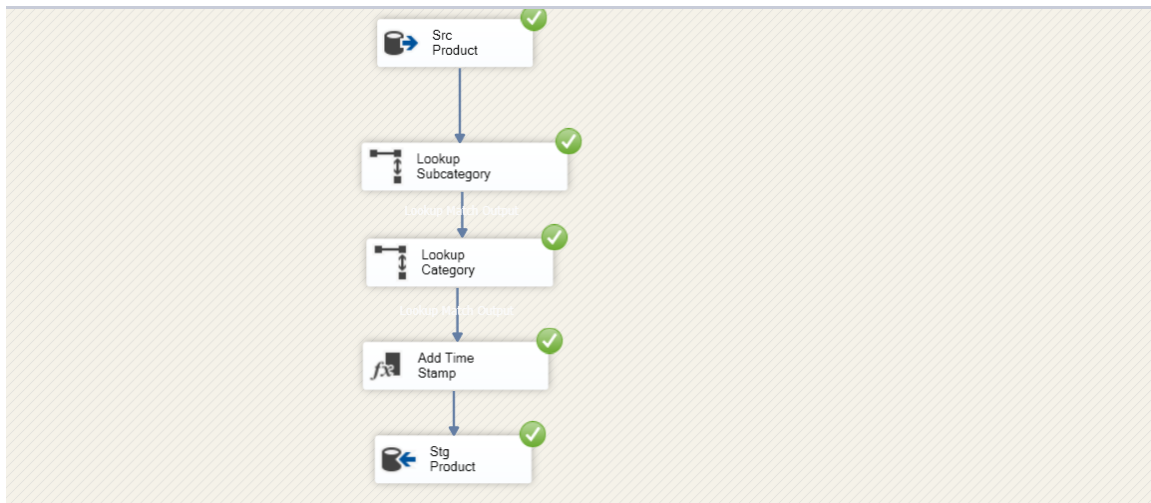 Src
Product
Lookup
Subcategory
Lookup Match Output
Lookup
Category
Lookup Match Output
Add Time
Stamp
Stg
Product